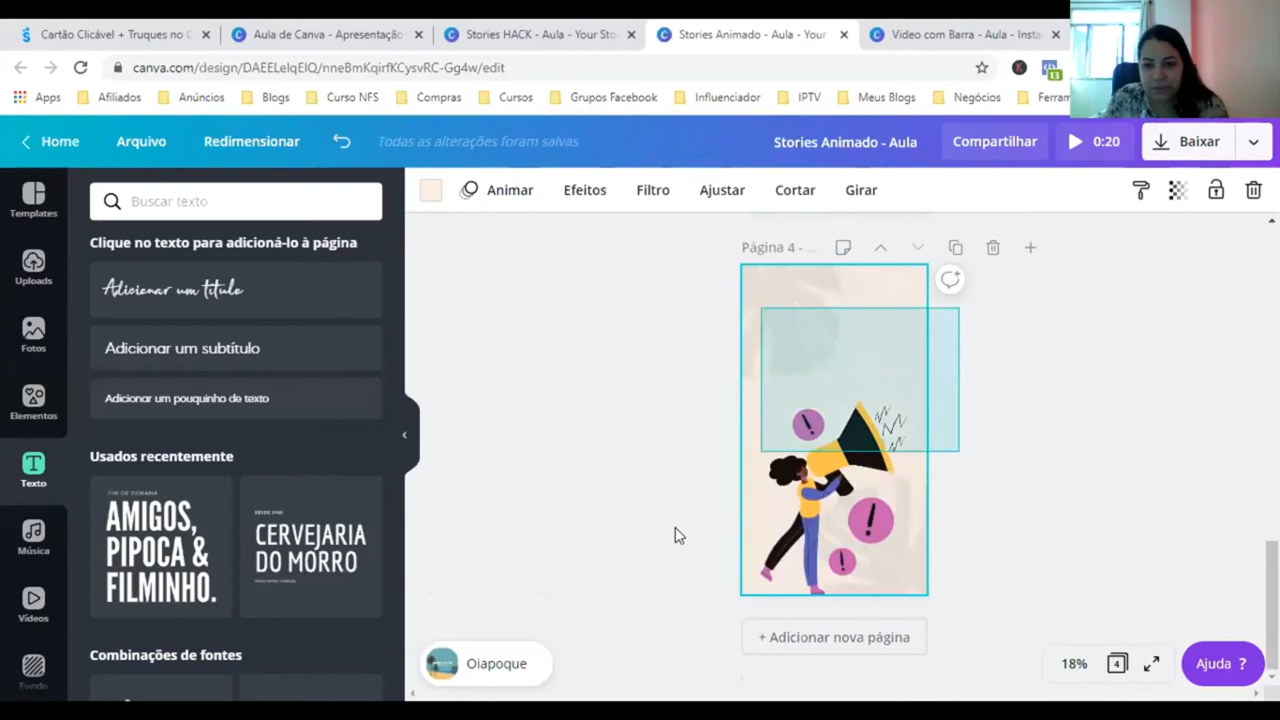 Cartão Clicável + Truques no C
Aula de Canva - Apresentaç
Stories HACK - Aula - Your Sto
Stories Animado - Aula - Your
Video com Barra - Aula - Insta
canva.com/design/DAEELelqEIQ/nneBmKqirfKCysvRC-Gg4w/edit
K
13
Apps
Afiliados
Anúncios
Blogs
Curso NFS
Compras
Cursos
Grupos Facebook
Influenciador
IPTV
Meus Blogs
Negócios
Ferram
Home
Arquivo
Redimensionar
Todas as alterações foram salvas
Stories Animado - Aula
Compartilhar
0:20
Baixar
Templates
Uploads
Fotos
Elementos
Texto
Música
Vídeos
Fundo
Buscar texto
Clique no texto para adicioná-lo à página
Adicionar um título
Adicionar um subtítulo
Adicionar um pouquinho de texto
Usados recentemente
FIM DE SEMANA
AMIGOS,
PIPOCA &
FILMINHO.
DESDE 1985
CERVEJARIA
DO MORRO
Combinações de fontes
Animar
Efeitos
Filtro
Ajustar
Cortar
Girar
Página 4 - ...
!
!
!
+ Adicionar nova página
Oiapoque
18%
4
Ajuda ?